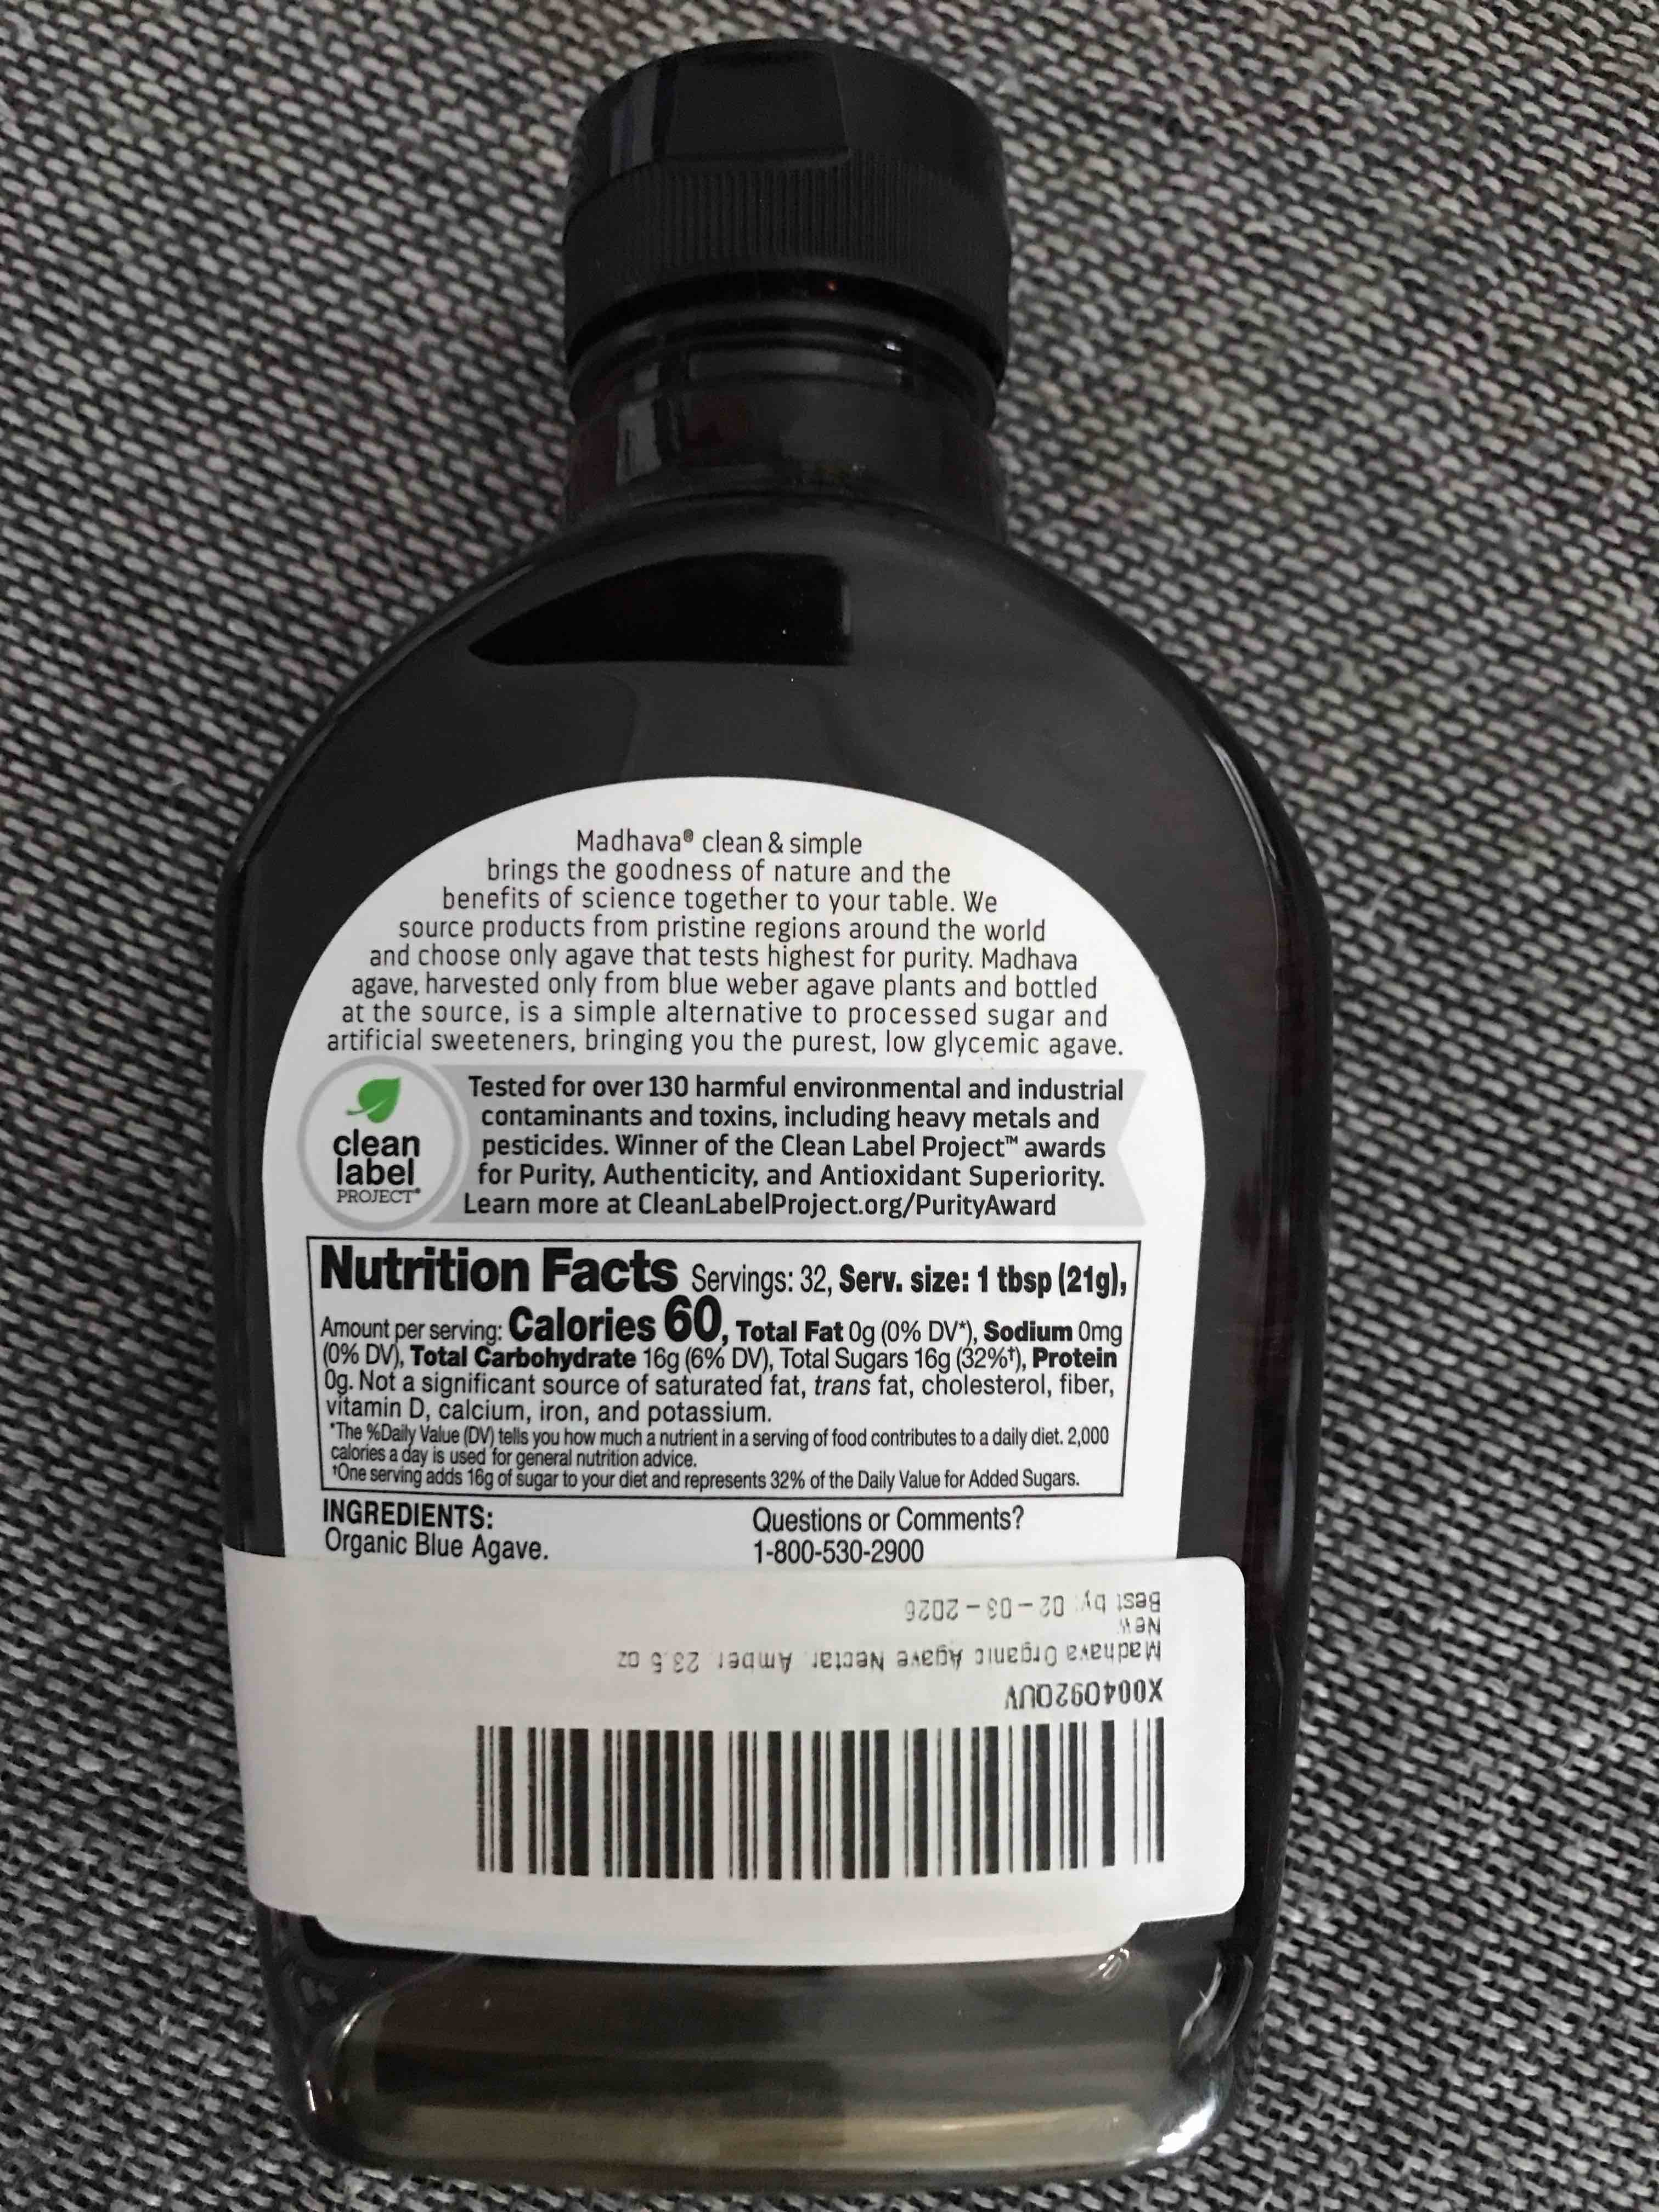 Madhava® clean & simple
brings the goodness of nature and the
benefits of science together to your table. We
source products from pristine regions around the world
and choose only agave that tests highest for purity. Madhava
agave, harvested only from blue weber agave plants and bottled
at the source, is a simple alternative to processed sugar and
artificial sweeteners, bringing you the purest, low glycemic agave.
clean
label
PROJECT®
Tested for over 130 harmful environmental and industrial
contaminants and toxins, including heavy metals and
pesticides. Winner of the Clean Label Project™ awards
for Purity, Authenticity, and Antioxidant Superiority.
Learn more at CleanLabelProject.org/PurityAward
Nutrition Facts Servings: 32, Serv. size: 1 tbsp (21g),
Amount per serving: Calories 60, Total Fat 0g (0% DV*), Sodium 0mg
(0% DV), Total Carbohydrate 16g (6% DV), Total Sugars 16g (32%†), Protein
0g. Not a significant source of saturated fat, trans fat, cholesterol, fiber,
vitamin D, calcium, iron, and potassium.
*The %Daily Value (DV) tells you how much a nutrient in a serving of food contributes to a daily diet. 2,000
calories a day is used for general nutrition advice.
†One serving adds 16g of sugar to your diet and represents 32% of the Daily Value for Added Sugars.
INGREDIENTS:
Organic Blue Agave.
Questions or Comments?
1-800-530-2900
X004092QUV
Madhava Organic Agave Nectar, Amber, 23.5 oz
New
Best by: 02-03-2026